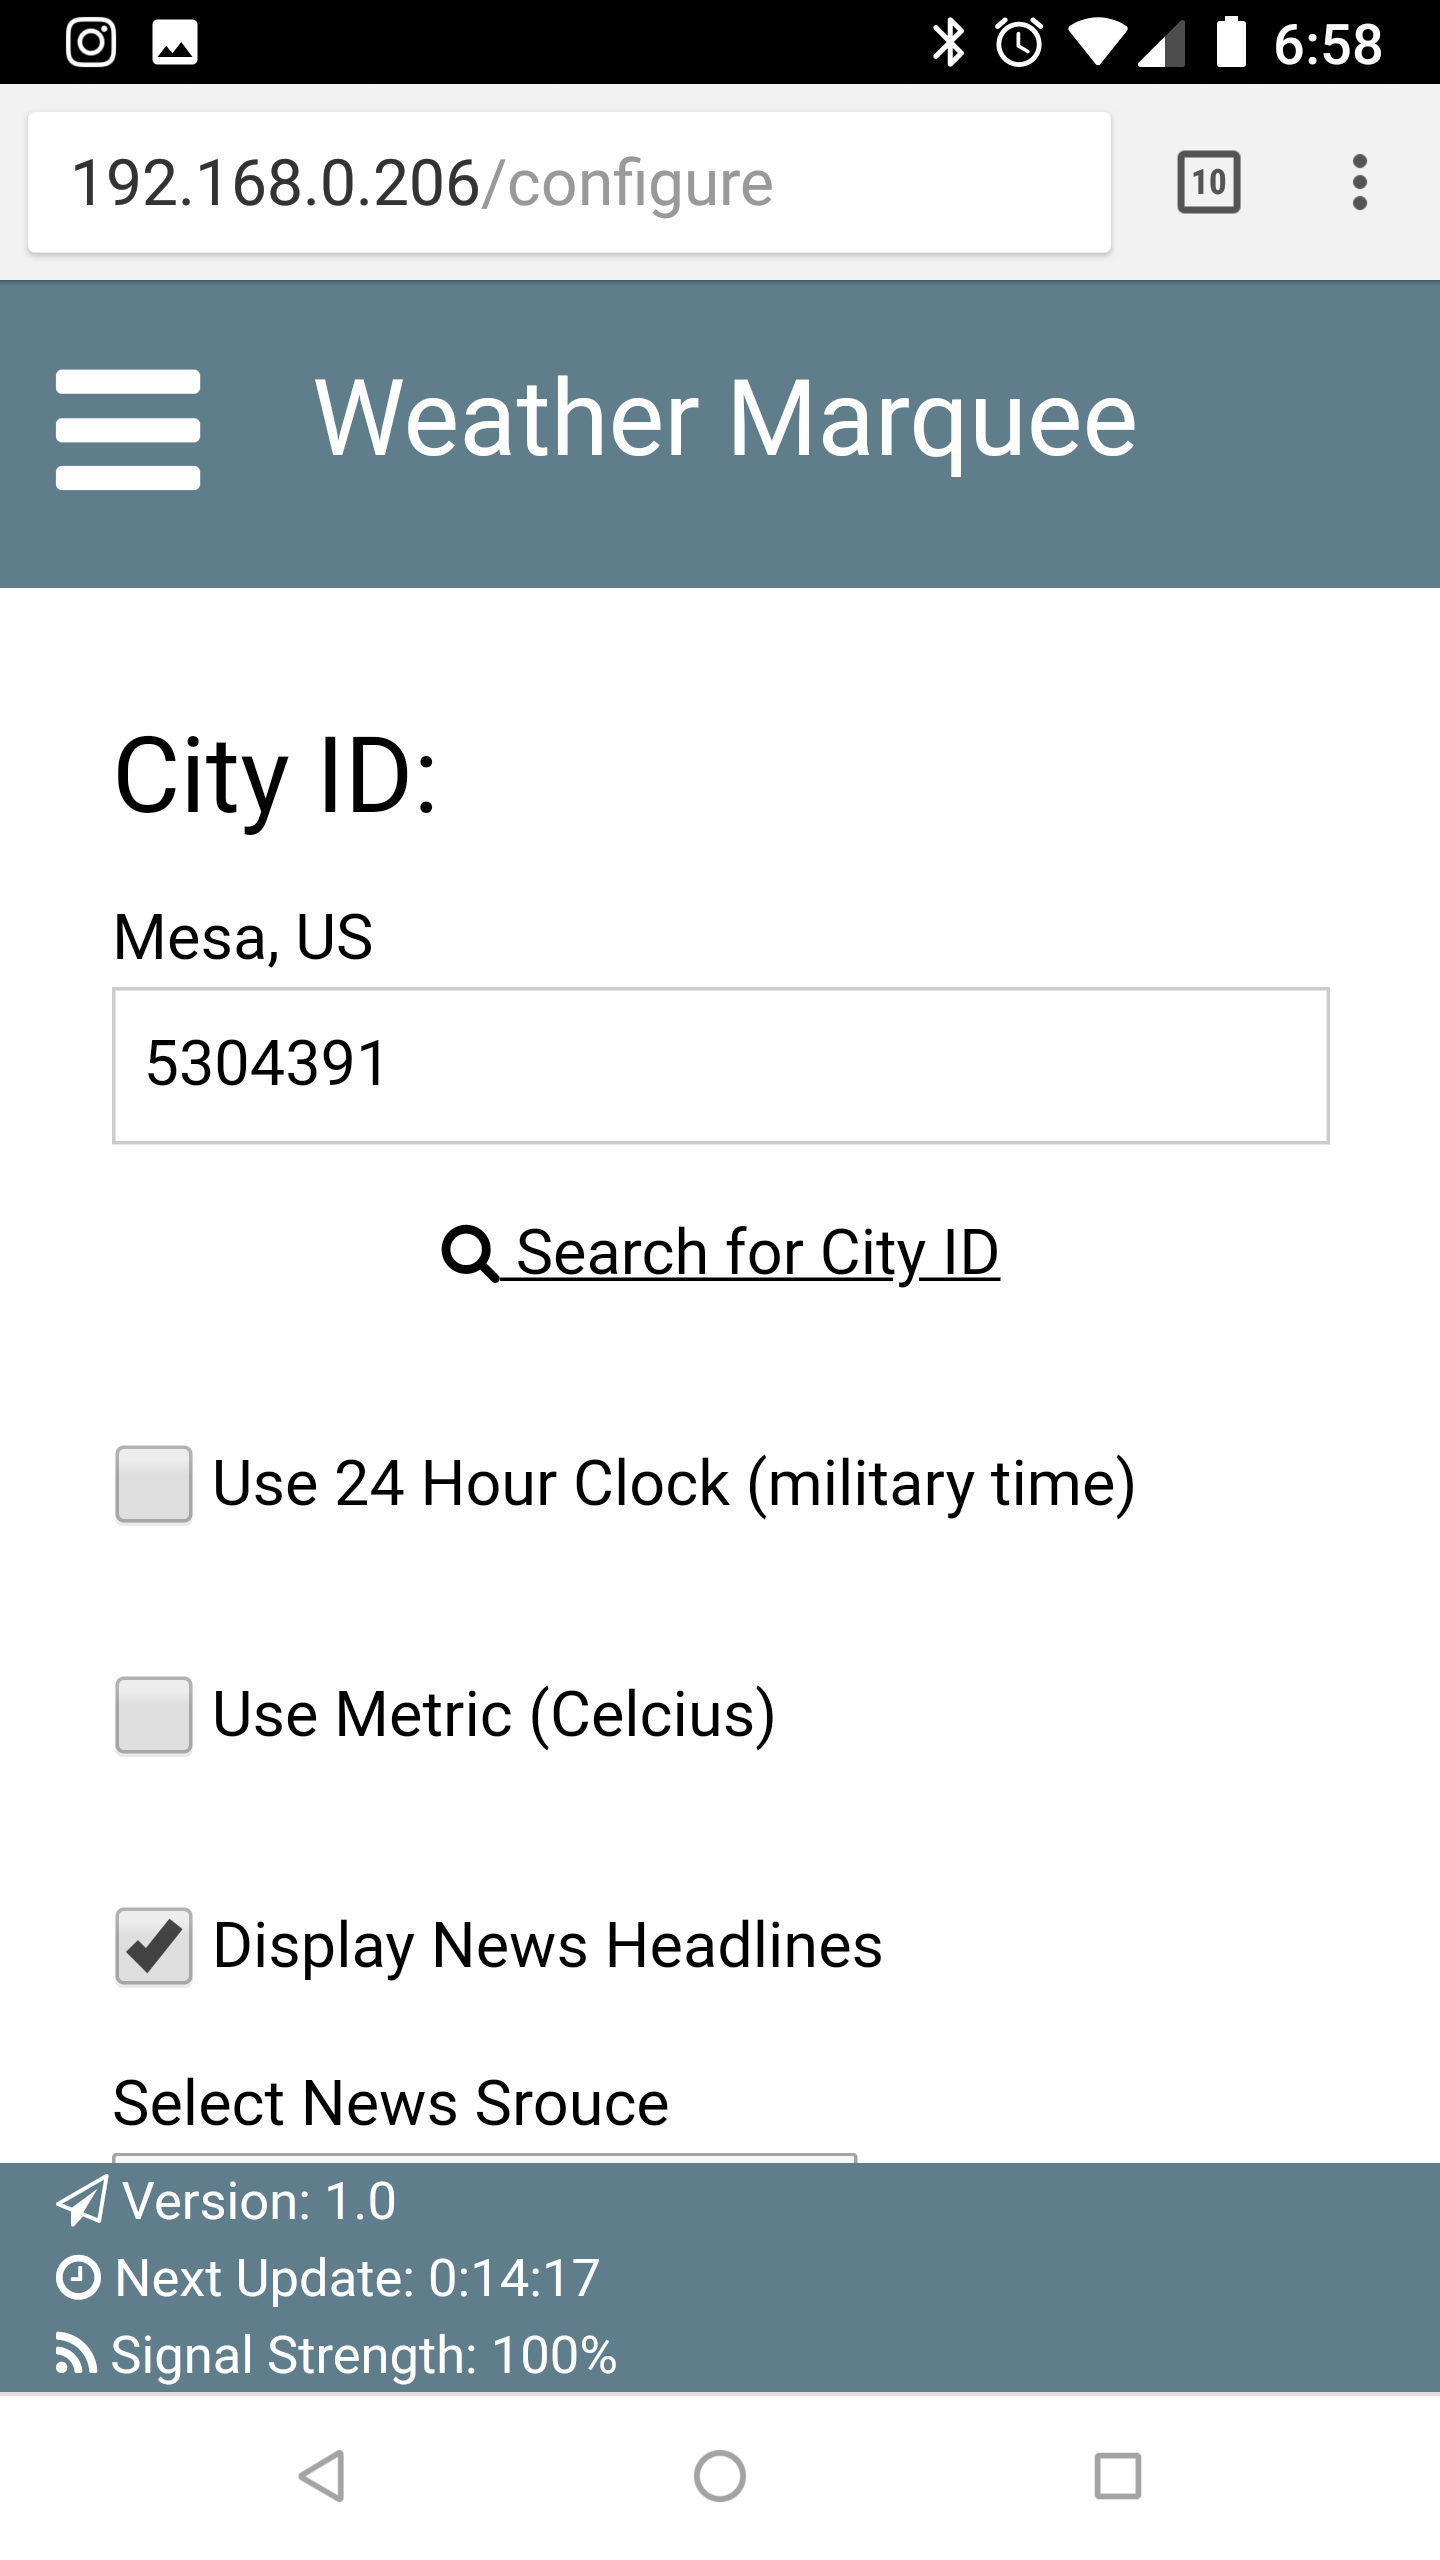 6:58
192.168.0.206/configure
10
Weather Marquee
City ID:
Mesa, US
5304391
Search for City ID
Use 24 Hour Clock (military time)
Use Metric (Celcius)
Display News Headlines
Select News Srouce
Version: 1.0
Next Update: 0:14:17
Signal Strength: 100%